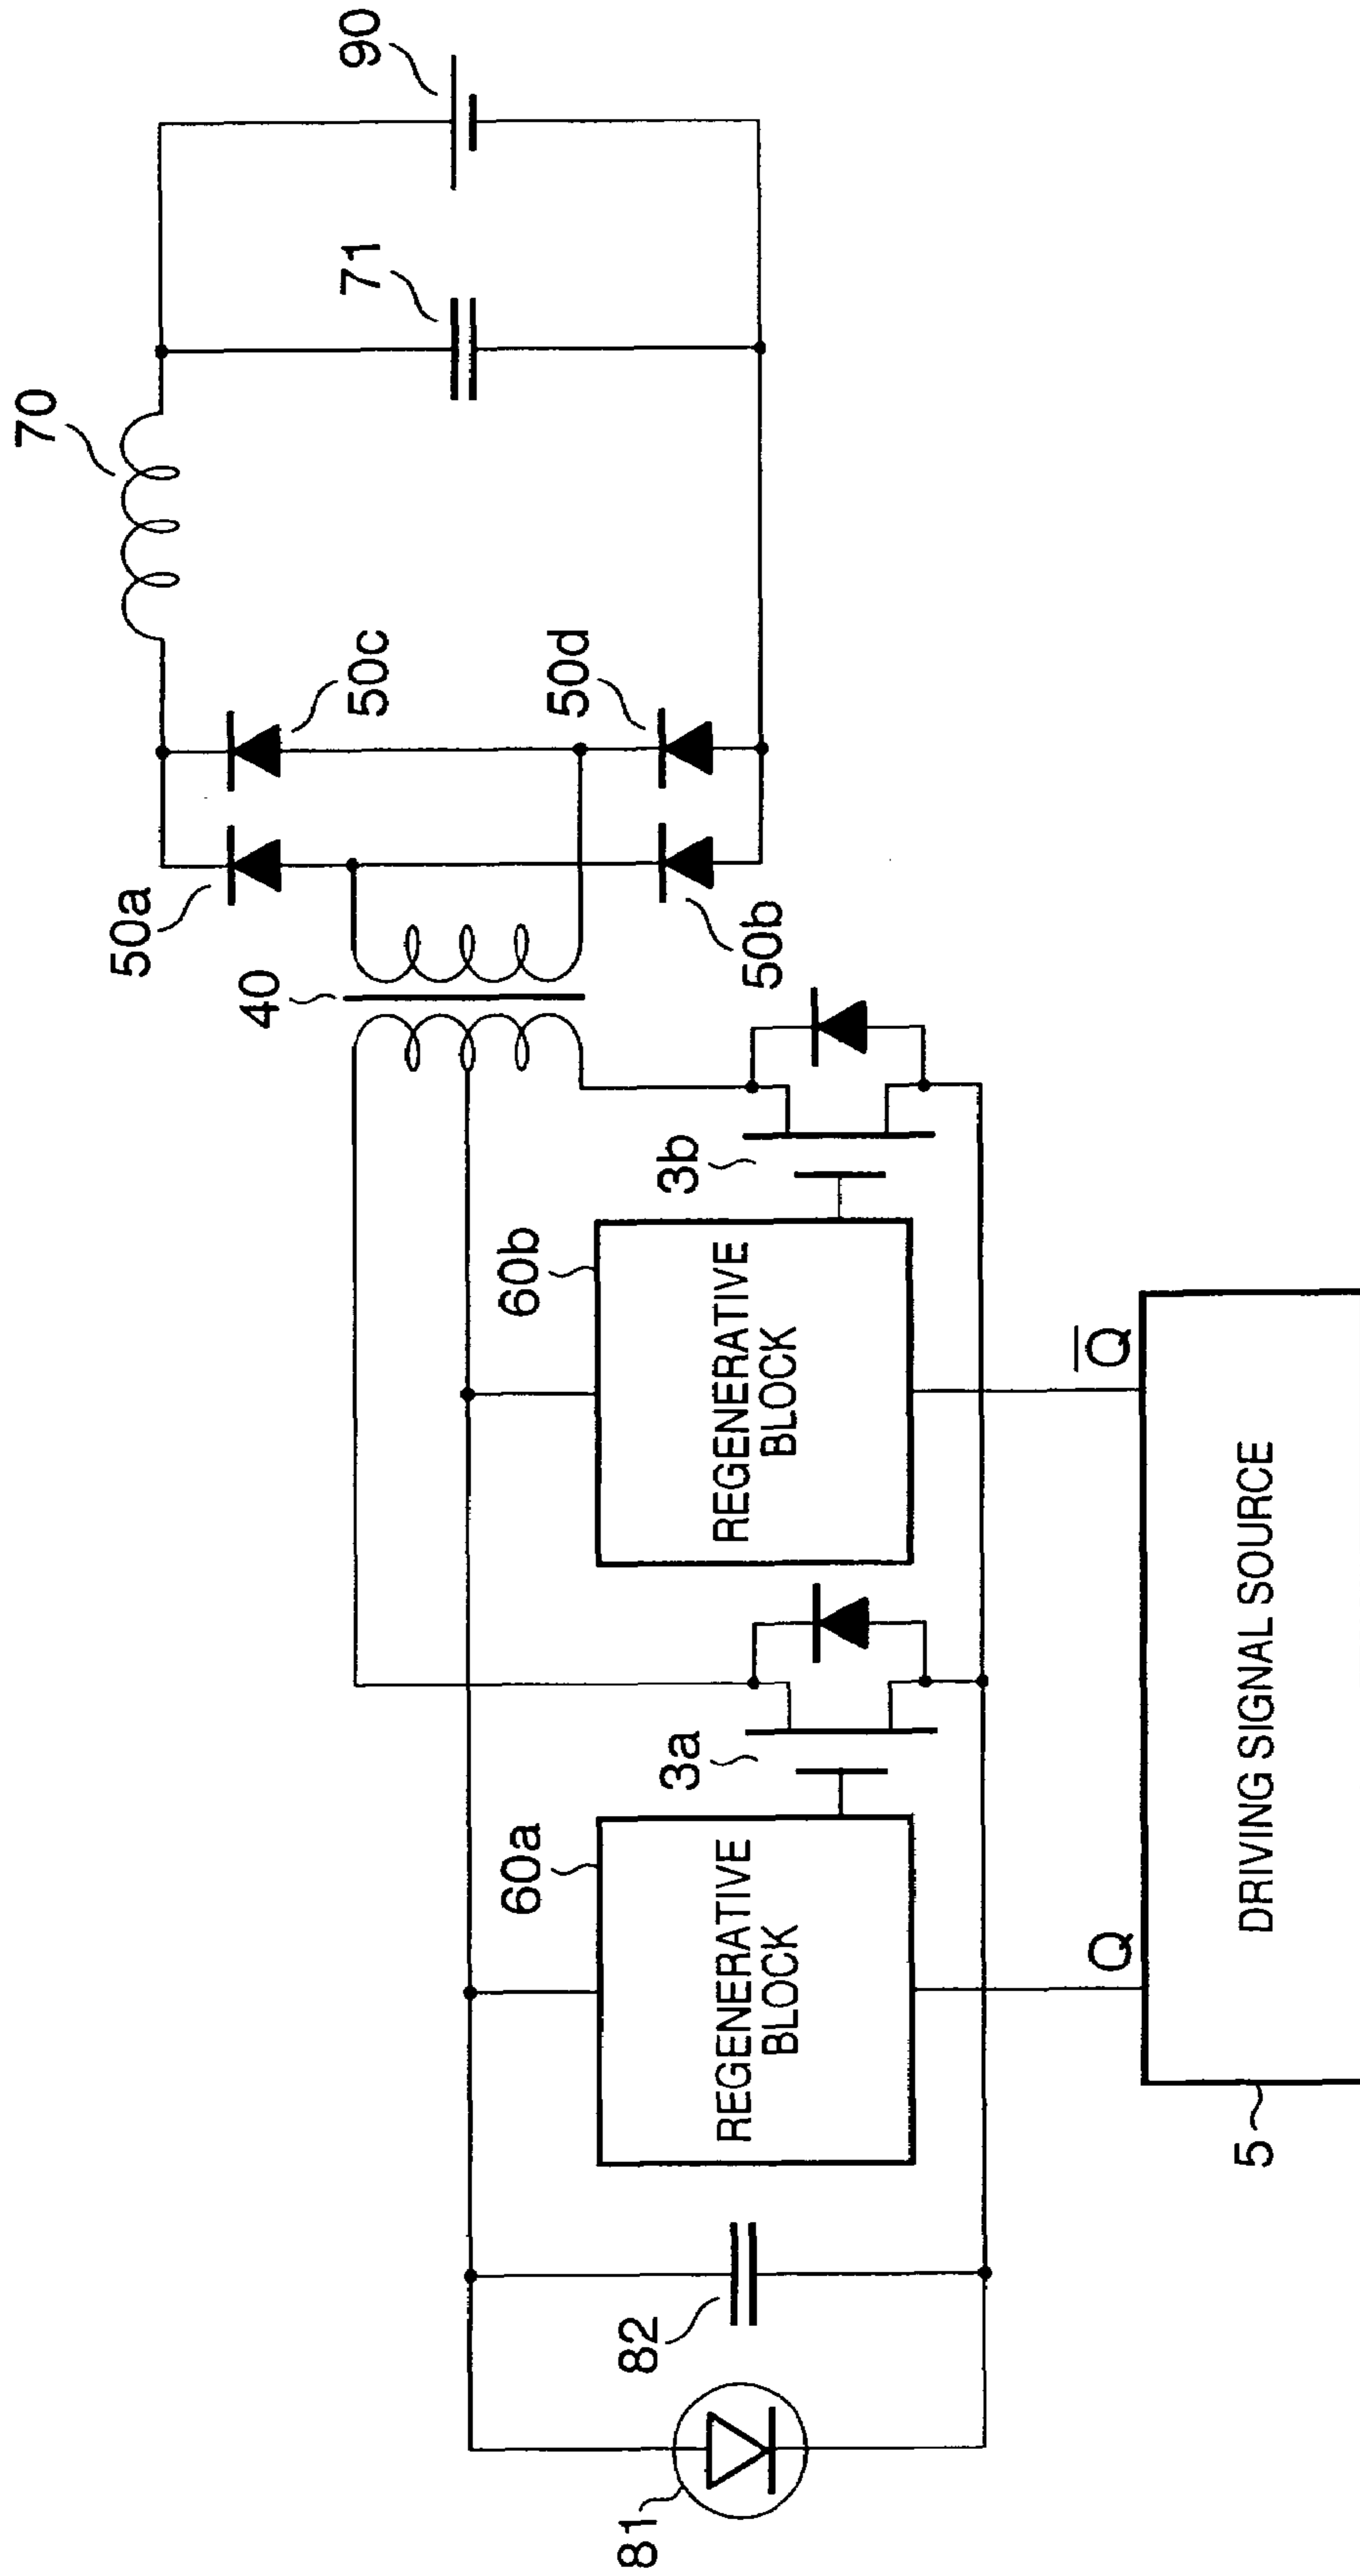 70
71
90
50a
50c
50d
50b
40
60a
REGENERATIVE
BLOCK
3a
60b
REGENERATIVE
BLOCK
3b
81
82
Q
Q̅
5
DRIVING SIGNAL SOURCE